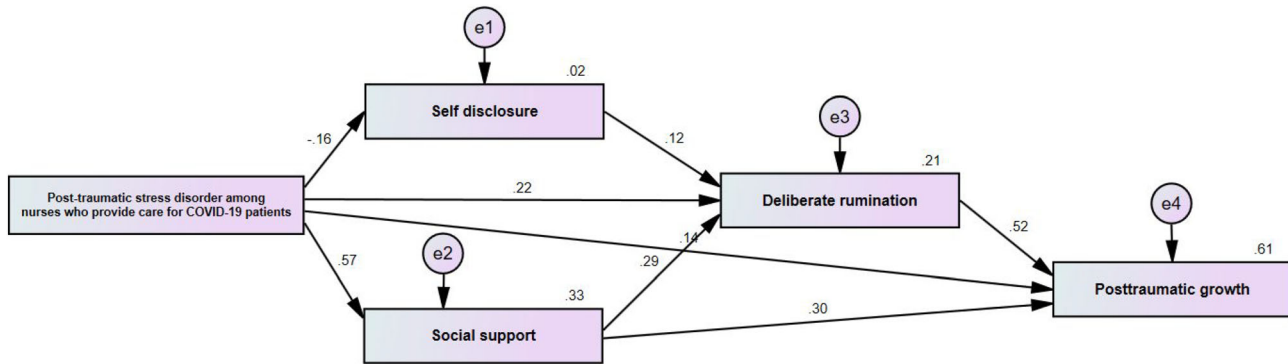 e1
.02
Self disclosure
-.16
.12
e3
.21
Post-traumatic stress disorder among
nurses who provide care for COVID-19 patients
.22
Deliberate rumination
e4
.14
.52
.57
e2
.29
.61
.33
Posttraumatic growth
.30
Social support